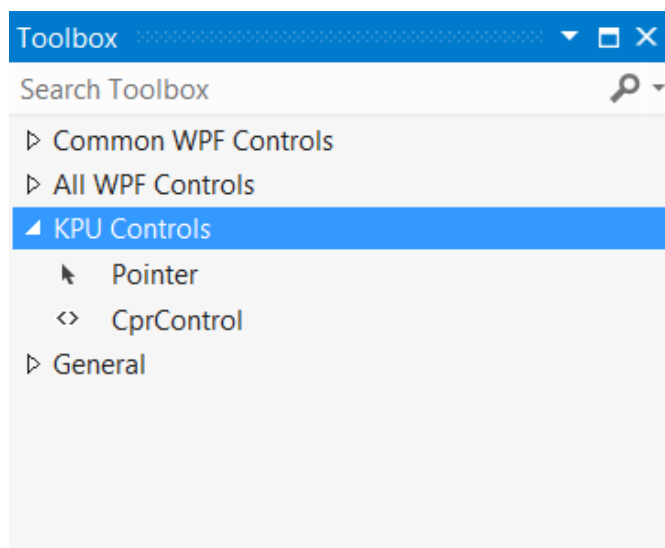 Toolbox
Search Toolbox
Common WPF Controls
All WPF Controls
KPU Controls
Pointer
CprControl
General